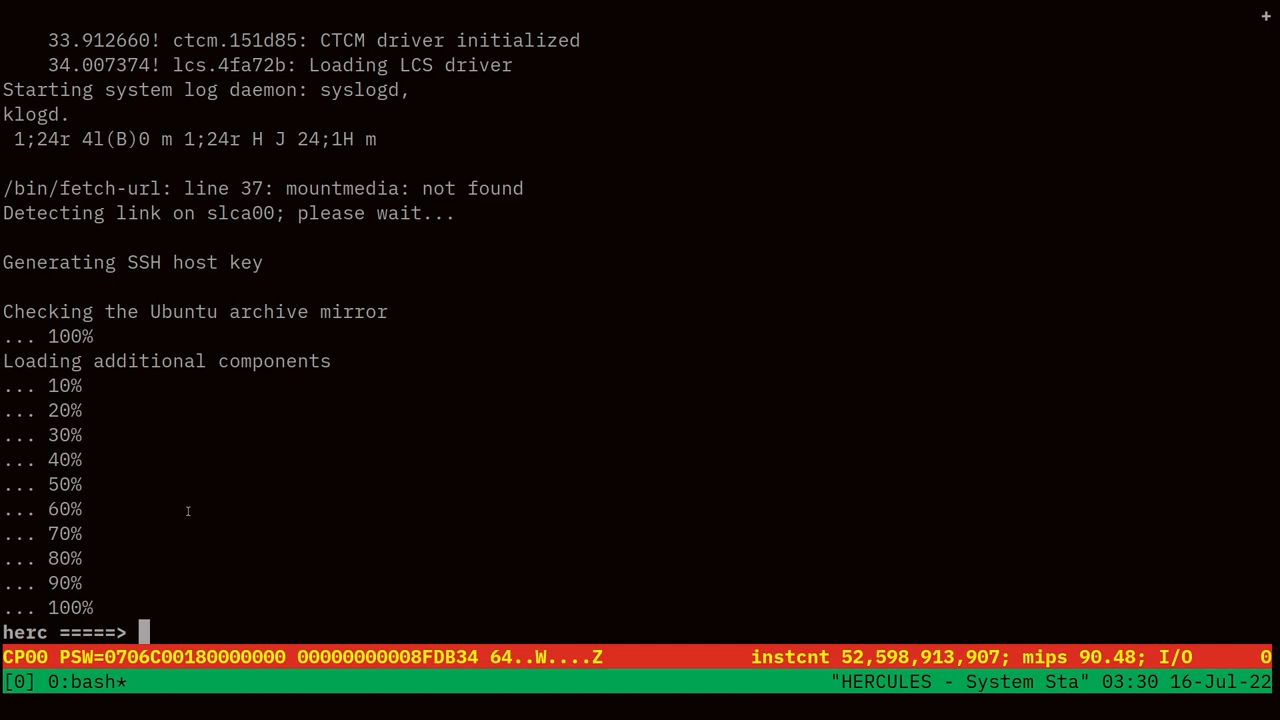 +
33.912660! ctcm.151d85: CTCM driver initialized
34.007374! lcs.4fa72b: Loading LCS driver
Starting system log daemon: syslogd,
klogd.
1;24r 4l(B)0 m 1;24r H J 24;1H m
/bin/fetch-url: line 37: mountmedia: not found
Detecting link on slca00; please wait...
Generating SSH host key
Checking the Ubuntu archive mirror
... 100%
Loading additional components
... 10%
... 20%
... 30%
... 40%
... 50%
... 60%
... 70%
... 80%
... 90%
... 100%
herc =====>
CP00 PSW=0706C00180000000 00000000008FDB34 64..W....Z instcnt 52,598,913,907; mips 90.48; I/O 0
[0] 0:bash* "HERCULES - System Sta" 03:30 16-Jul-22